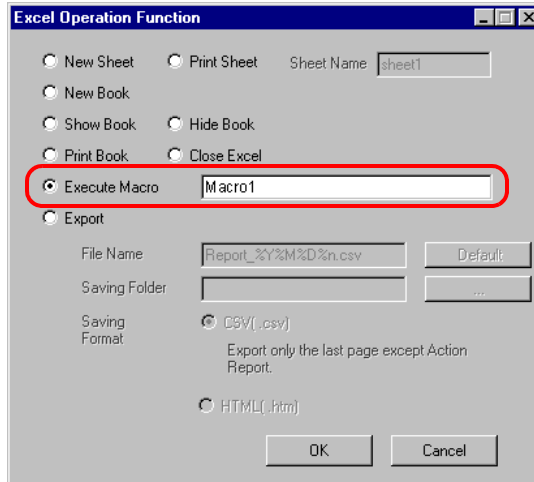 Excel Operation Function
New Sheet Print Sheet Sheet Name sheet1
New Book
Show Book Hide Book
Print Book Close Excel
Execute Macro Macro1
Export
File Name Report_%Y%M%D%n.csv Default
Saving Folder ...
Saving Format CSV( .csv)
Export only the last page except Action
Report.
HTML( .htm)
OK Cancel